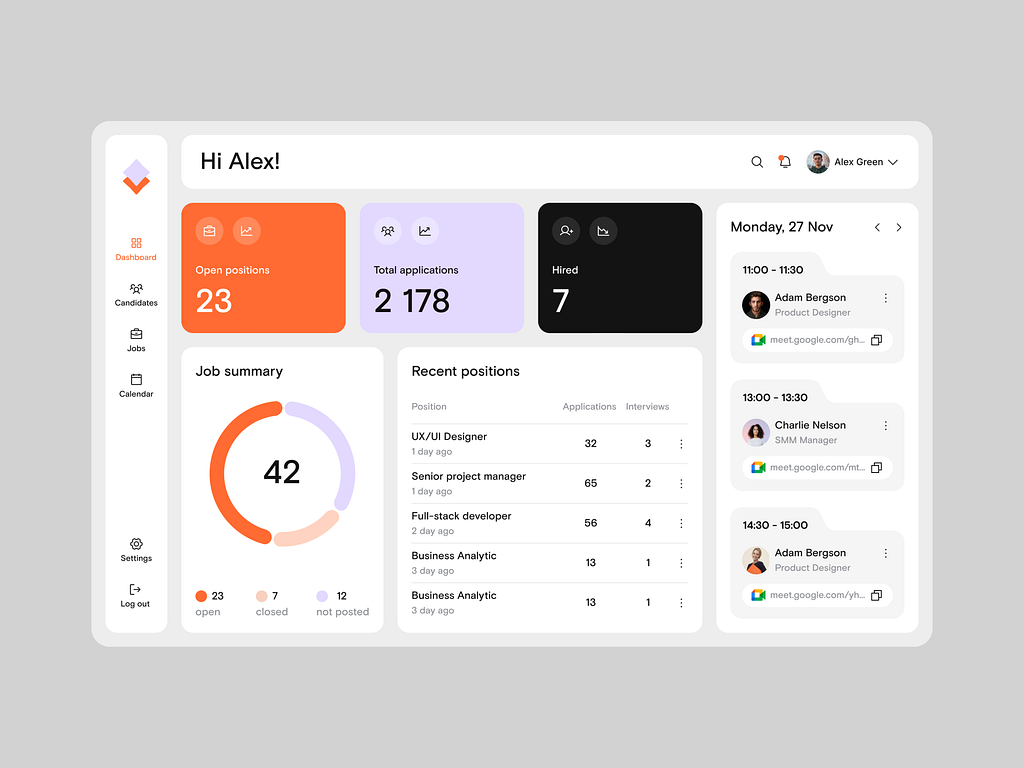 Hi Alex!
Alex Green
Dashboard
Candidates
Jobs
Calendar
Settings
Log out
Open positions
23
Total applications
2 178
Hired
7
Job summary
42
23
open
7
closed
12
not posted
Recent positions
Position Applications Interviews
UX/UI Designer
1 day ago
32 3
Senior project manager
1 day ago
65 2
Full-stack developer
2 day ago
56 4
Business Analytic
3 day ago
13 1
Business Analytic
3 day ago
13 1
Monday, 27 Nov
11:00 - 11:30
Adam Bergson
Product Designer
meet.google.com/gh...
13:00 - 13:30
Charlie Nelson
SMM Manager
meet.google.com/mt...
14:30 - 15:00
Adam Bergson
Product Designer
meet.google.com/yh...